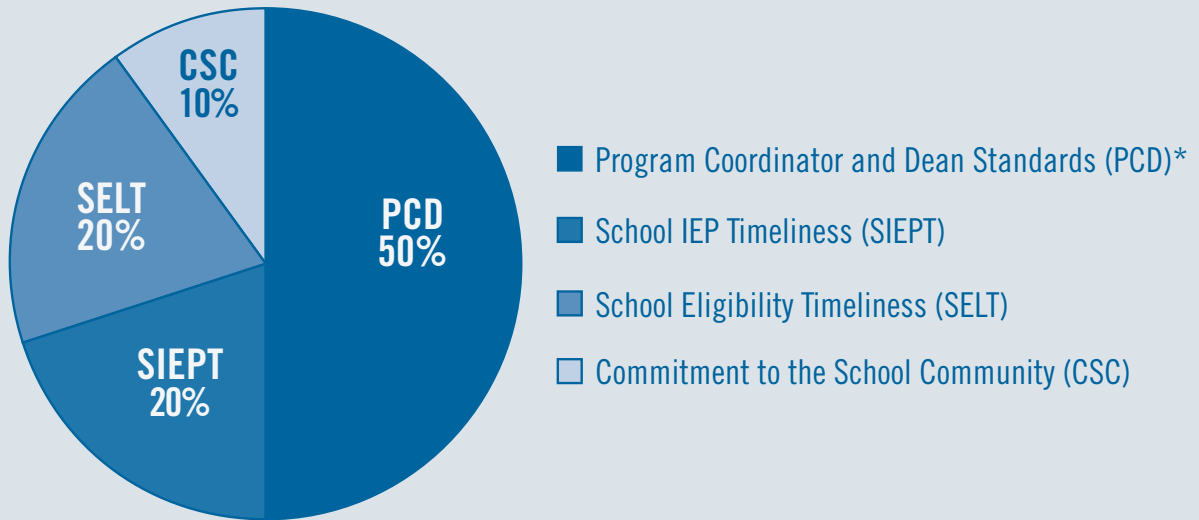 CSC
10%
SELT
20%
PCD
50%
SIEPT
20%
Program Coordinator and Dean Standards (PCD)*
School IEP Timeliness (SIEPT)
School Eligibility Timeliness (SELT)
Commitment to the School Community (CSC)